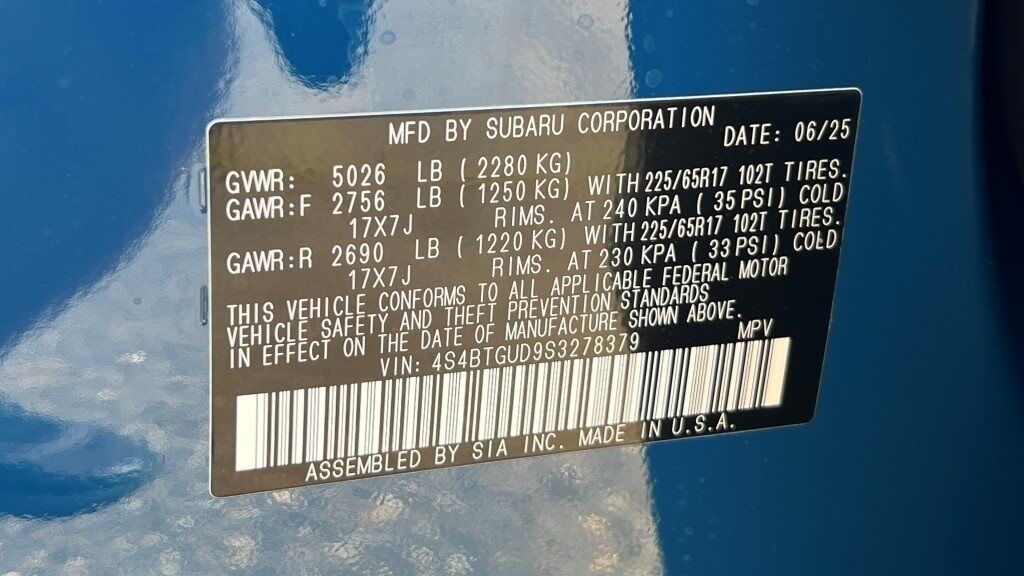 MFD BY SUBARU CORPORATION DATE: 06/25
GVWR: 5026 LB ( 2280 KG)
GAWR:F 2756 LB ( 1250 KG) WITH 225/65R17 102T TIRES.
17X7J RIMS. AT 240 KPA ( 35 PSI) COLD
GAWR:R 2690 LB ( 1220 KG) WITH 225/65R17 102T TIRES.
17X7J RIMS. AT 230 KPA ( 33 PSI) COLD
THIS VEHICLE CONFORMS TO ALL APPLICABLE FEDERAL MOTOR
VEHICLE SAFETY AND THEFT PREVENTION STANDARDS
IN EFFECT ON THE DATE OF MANUFACTURE SHOWN ABOVE.
VIN: 4S4BTGUD9S3278379 MPV
ASSEMBLED BY SIA INC. MADE IN U.S.A.